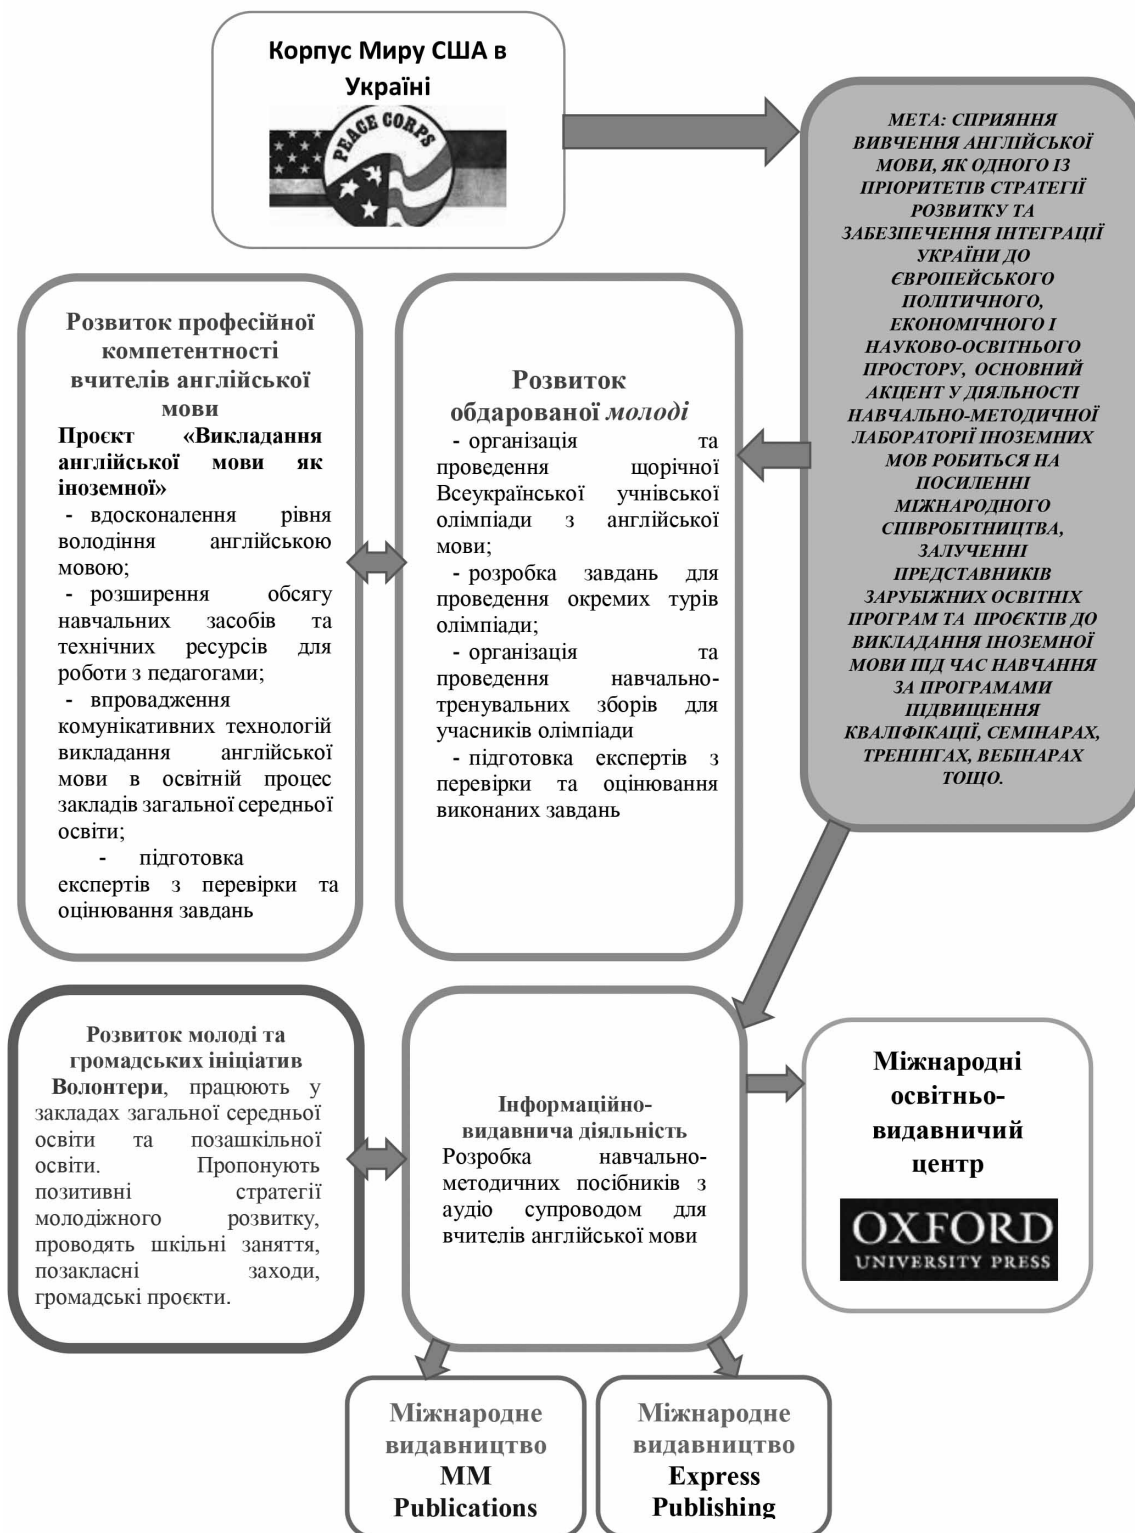 Корпус Миру США в
Україні
PEACE CORPS
МЕТА: СПРИЯННЯ
ВИВЧЕННЯ АНГЛІЙСЬКОЇ
МОВИ, ЯК ОДНОГО ІЗ
ПРІОРИТЕТІВ СТРАТЕГІЇ
РОЗВИТКУ ТА
ЗАБЕЗПЕЧЕННЯ ІНТЕГРАЦІЇ
УКРАЇНИ ДО
ЄВРОПЕЙСЬКОГО
ПОЛІТИЧНОГО,
ЕКОНОМІЧНОГО І
НАУКОВО-ОСВІТНЬОГО
ПРОСТОРУ, ОСНОВНИЙ
АКЦЕНТ У ДІЯЛЬНОСТІ
НАВЧАЛЬНО-МЕТОДИЧНОЇ
ЛАБОРАТОРІЇ ІНОЗЕМНИХ
МОВ РОБИТЬСЯ НА
ПОСИЛЕННІ
МІЖНАРОДНОГО
СПІВРОБІТНИЦТВА,
ЗАЛУЧЕННІ
ПРЕДСТАВНИКІВ
ЗАРУБІЖНИХ ОСВІТНІХ
ПРОГРАМ ТА ПРОЄКТІВ ДО
ВИКЛАДАННЯ ІНОЗЕМНОЇ
МОВИ ПІД ЧАС НАВЧАННЯ
ЗА ПРОГРАМАМИ
ПІДВИЩЕННЯ
КВАЛІФІКАЦІЇ, СЕМІНАРАХ,
ТРЕНІНГАХ, ВЕБІНАРАХ
ТОЩО.
Розвиток професійної
компетентності
вчителів англійської
мови
Проєкт «Викладання
англійської мови як
іноземної»
- вдосконалення рівня
володіння англійською
мовою;
- розширення обсягу
навчальних засобів та
технічних ресурсів для
роботи з педагогами;
- впровадження
комунікативних технологій
викладання англійської
мови в освітній процес
закладів загальної середньої
освіти;
- підготовка
експертів з перевірки та
оцінювання завдань
Розвиток
обдарованої молоді
- організація та
проведення щорічної
Всеукраїнської учнівської
олімпіади з англійської
мови;
- розробка завдань для
проведення окремих турів
олімпіади;
- організація та
проведення навчально-
тренувальних зборів для
учасників олімпіади
- підготовка експертів з
перевірки та оцінювання
виконаних завдань
Розвиток молоді та
громадських ініціатив
Волонтери, працюють у
закладах загальної середньої
освіти та позашкільної
освіти. Пропонують
позитивні стратегії
молодіжного розвитку,
проводять шкільні заняття,
позакласні заходи,
громадські проєкти.
Інформаційно-
видавнича діяльність
Розробка навчально-
методичних посібників з
аудіо супроводом для
вчителів англійської мови
Міжнародні
освітньо-
видавничий
центр
OXFORD
UNIVERSITY PRESS
Міжнародне
видавництво
MM
Publications
Міжнародне
видавництво
Express
Publishing